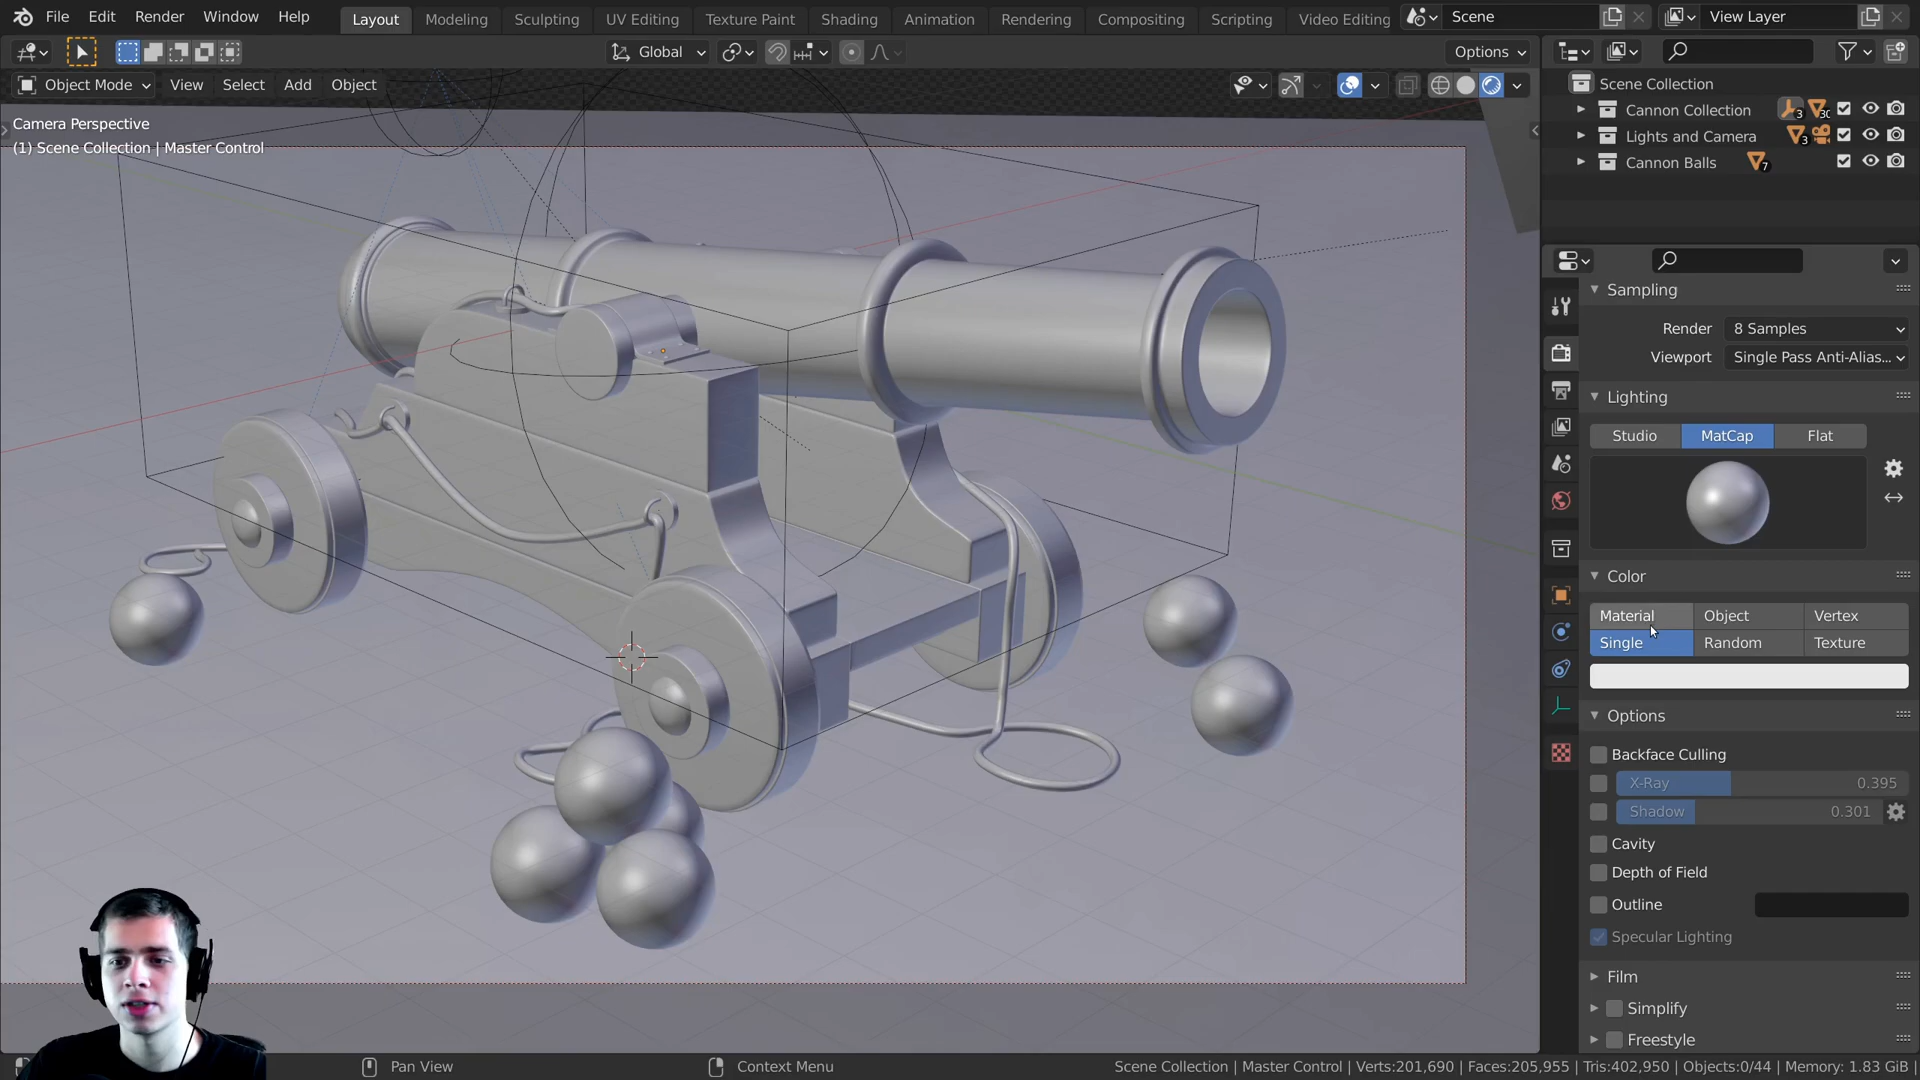 File Edit Render Window Help Layout Modeling Sculpting UV Editing Texture Paint Shading Animation Rendering Compositing Scripting Video Editing Scene View Layer
Global Options
Object Mode View Select Add Object
Camera Perspective
(1) Scene Collection | Master Control
Scene Collection
Cannon Collection 3 30
Lights and Camera 3
Cannon Balls 7
Sampling
Render 8 Samples
Viewport Single Pass Anti-Alias...
Lighting
Studio MatCap Flat
Color
Material Object Vertex
Single Random Texture
Options
Backface Culling
X-Ray 0.395
Shadow 0.301
Cavity
Depth of Field
Outline
Specular Lighting
Film
Simplify
Freestyle
Pan View Context Menu Scene Collection | Master Control | Verts:201,690 | Faces:205,955 | Tris:402,950 | Objects:0/44 | Memory: 1.83 GiB